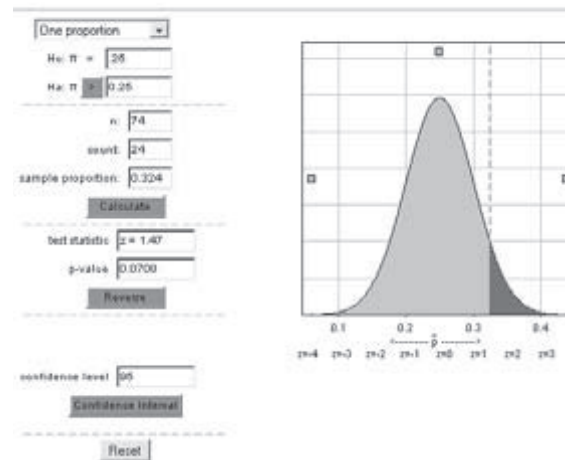 One proportion
Ho: π = .25
Ha: π > 0.25
n: 74
count: 24
sample proportion: 0.324
Calculate
test statistic z = 1.47
p-value 0.0708
Reverse
confidence level 95
Confidence Interval
Reset
0.1 0.2 0.3 0.4
p̂
z=-4 z=-3 z=-2 z=-1 z=0 z=1 z=2 z=3